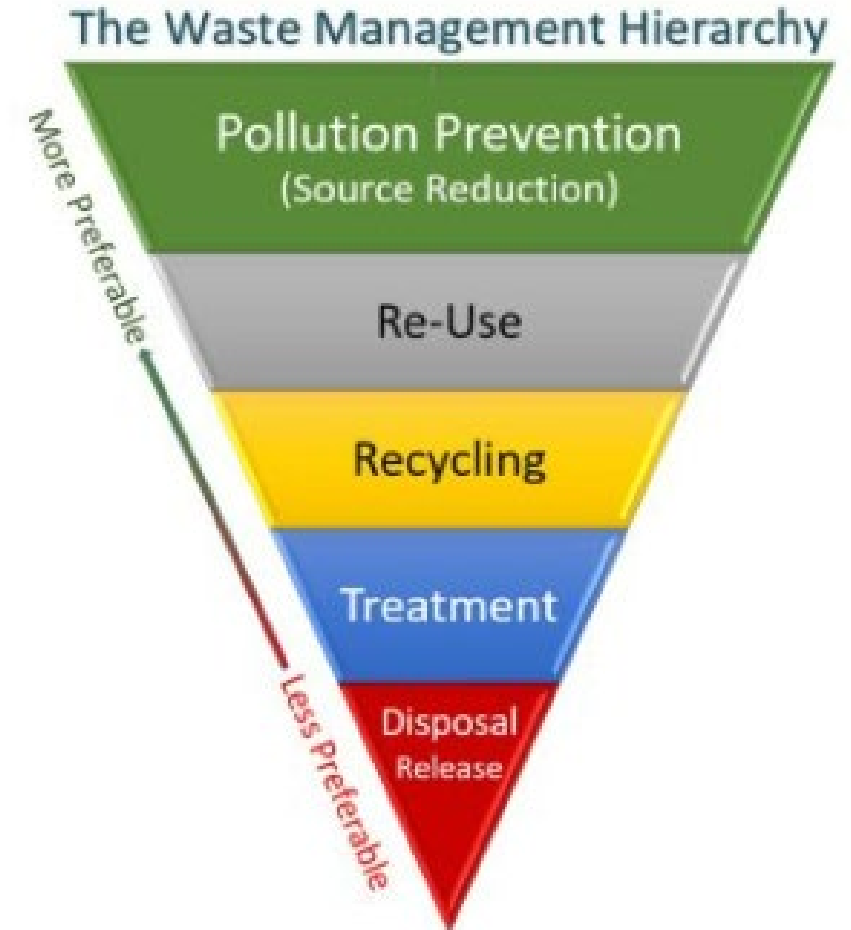 The Waste Management Hierarchy
More Preferable
Pollution Prevention
(Source Reduction)
Re-Use
Recycling
Treatment
Less Preferable
Disposal
Release